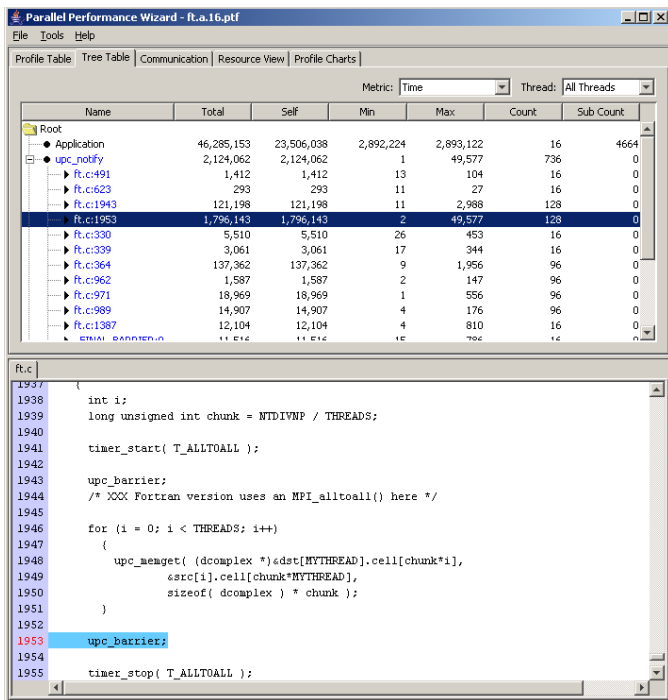 Parallel Performance Wizard - ft.a.16.ptf
File Tools Help
Profile Table Tree Table Communication Resource View Profile Charts
Metric: Time Thread: All Threads
Name Total Self Min Max Count Sub Count
Root
Application 46,285,153 23,506,038 2,892,224 2,893,122 16 4664
upc_notify 2,124,062 2,124,062 1 49,577 736 0
ft.c:491 1,412 1,412 13 104 16 0
ft.c:623 293 293 11 27 16 0
ft.c:1943 121,198 121,198 11 2,988 128 0
ft.c:1953 1,796,143 1,796,143 2 49,577 128 0
ft.c:330 5,510 5,510 26 453 16 0
ft.c:339 3,061 3,061 17 344 16 0
ft.c:364 137,362 137,362 9 1,956 96 0
ft.c:962 1,587 1,587 2 147 96 0
ft.c:971 18,969 18,969 1 556 96 0
ft.c:989 14,907 14,907 4 176 96 0
ft.c:1387 12,104 12,104 4 810 16 0
FINAL_BARRIER:0 11,516 11,516 15 786 16 0
ft.c
1937 {
1938 int i;
1939 long unsigned int chunk = NTDIVNP / THREADS;
1940
1941 timer_start( T_ALLTOALL );
1942
1943 upc_barrier;
1944 /* XXX Fortran version uses an MPI_alltoall() here */
1945
1946 for (i = 0; i < THREADS; i++)
1947 {
1948 upc_memget( (dcomplex *)&dst[MYTHREAD].cell[chunk*i],
1949 &src[i].cell[chunk*MYTHREAD],
1950 sizeof( dcomplex ) * chunk );
1951 }
1952
1953 upc_barrier;
1954
1955 timer_stop( T_ALLTOALL );